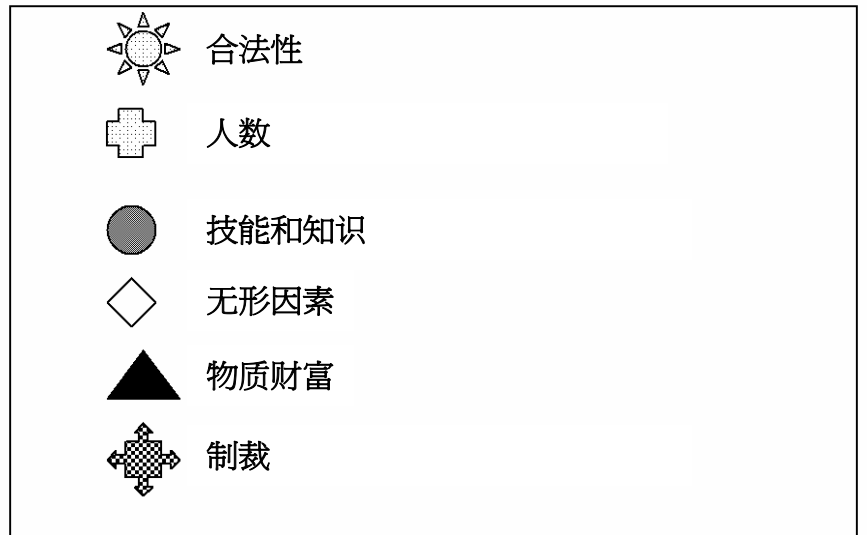 合法性
人数
技能和知识
无形因素
物质财富
制裁